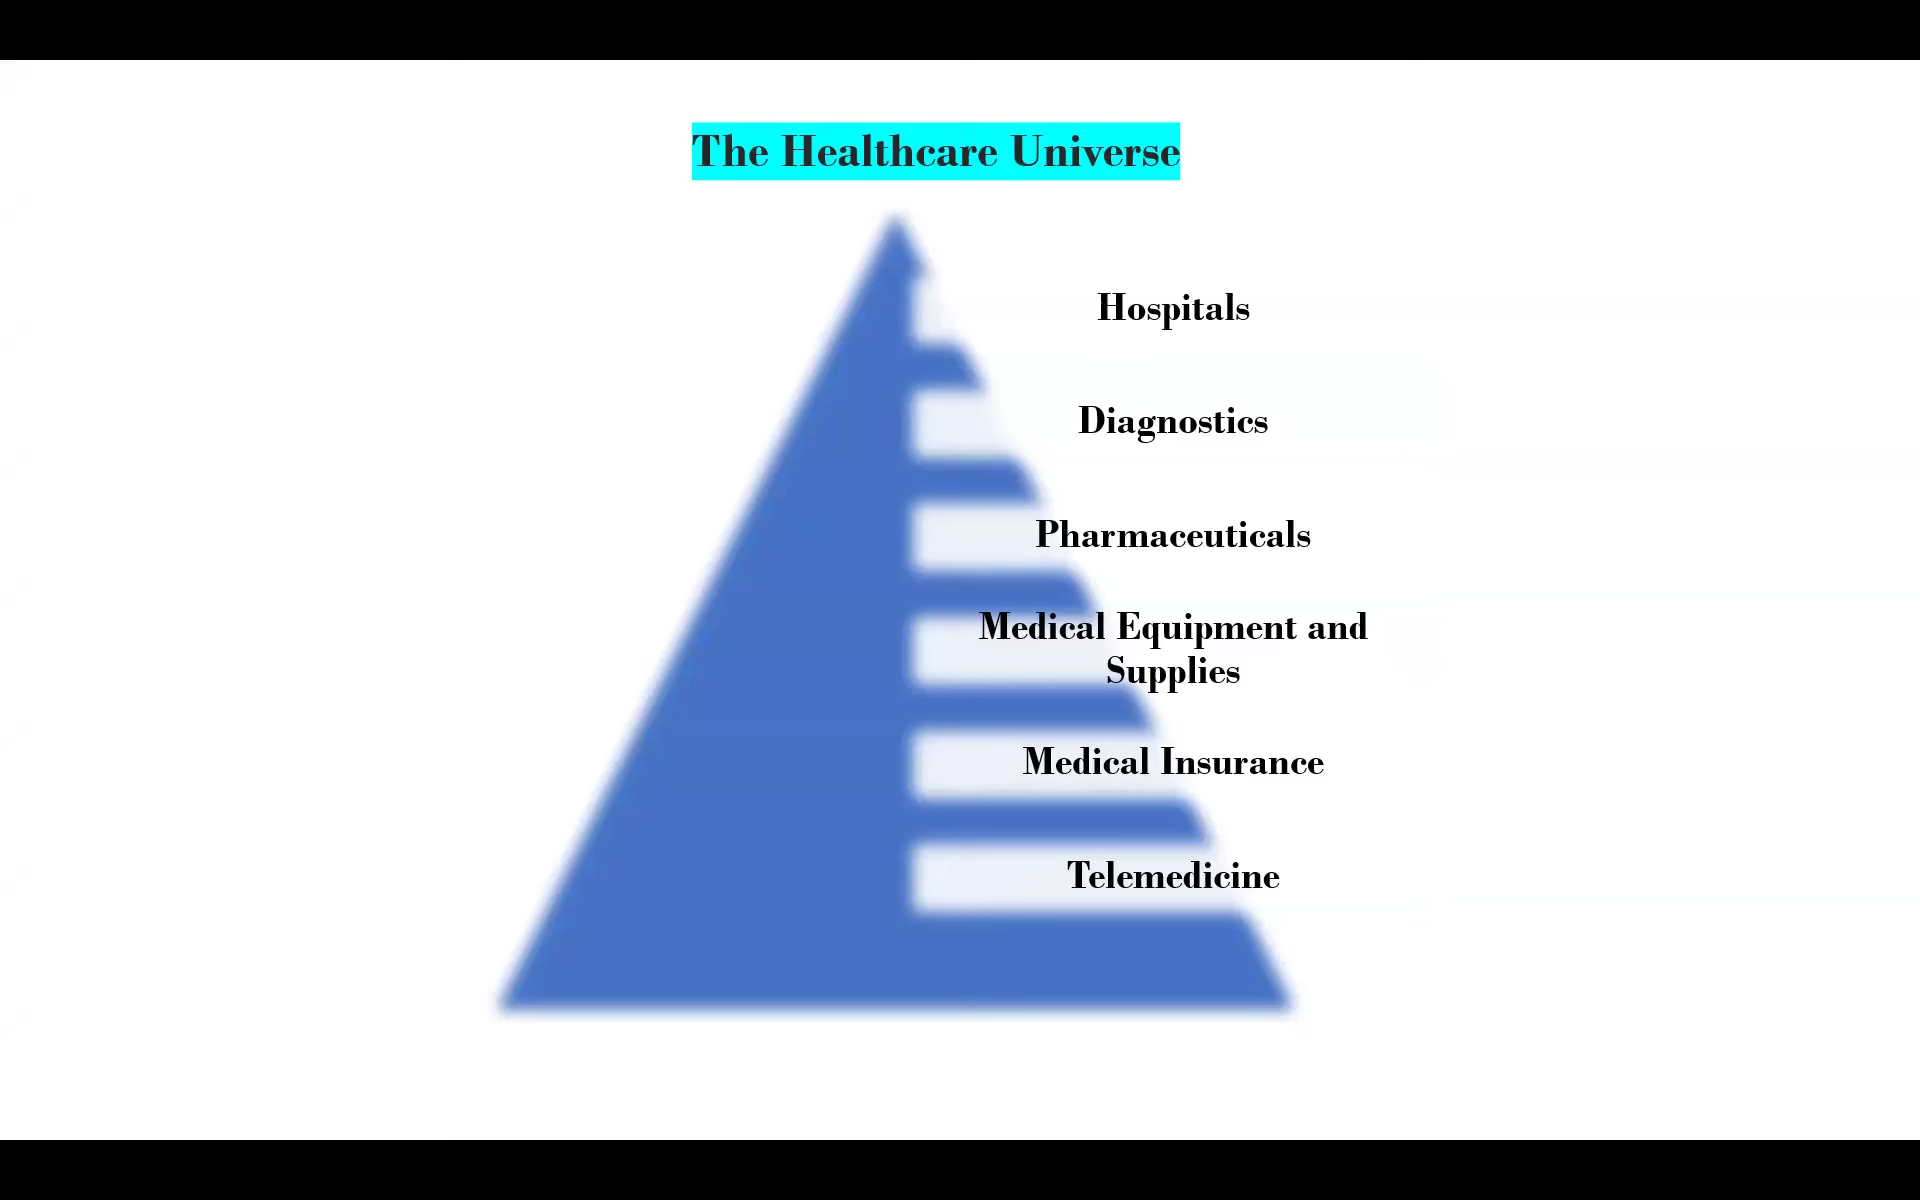 The Healthcare Universe
Hospitals
Diagnostics
Pharmaceuticals
Medical Equipment and
Supplies
Medical Insurance
Telemedicine